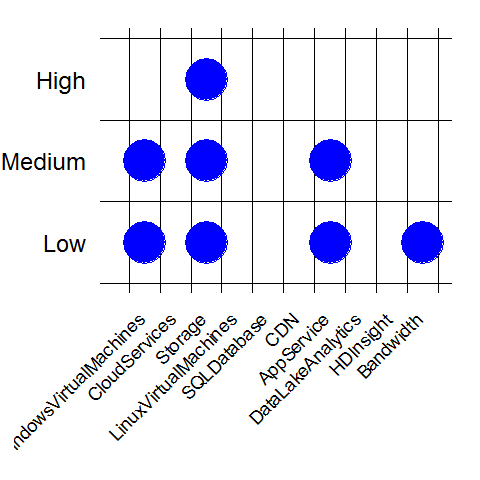 High
Medium
Low
ndowsVirtualMachines
CloudServices
Storage
LinuxVirtualMachines
SQLDatabase
CDN
AppService
DataLakeAnalytics
HDInsight
Bandwidth